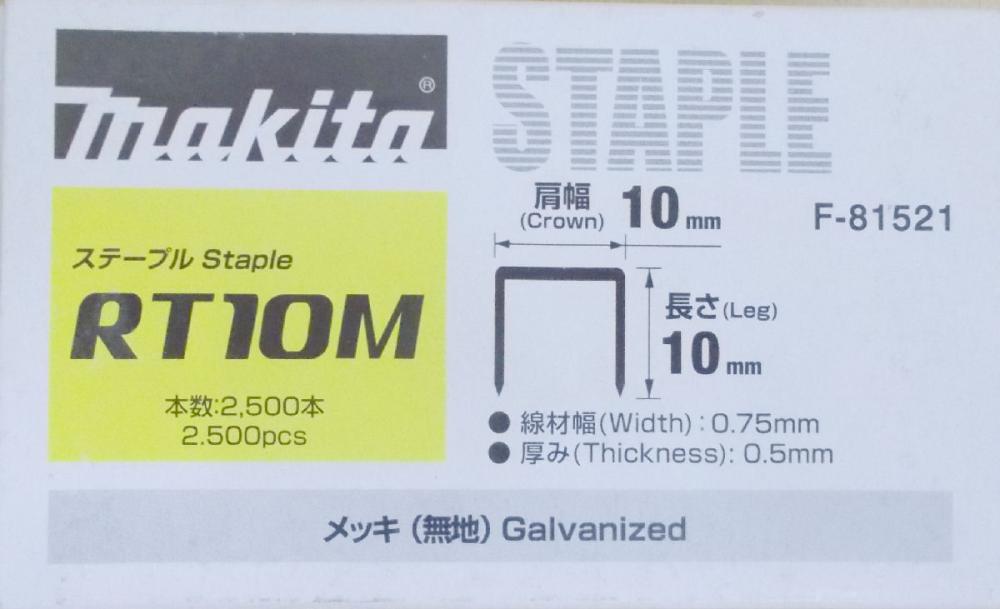 makita®
STAPLE
肩幅
(Crown)
10 mm
F-81521
ステープル Staple
RT10M
長さ(Leg)
10 mm
本数:2,500本
2.500pcs
● 線材幅(Width):0.75mm
● 厚み(Thickness): 0.5mm
メッキ (無地) Galvanized